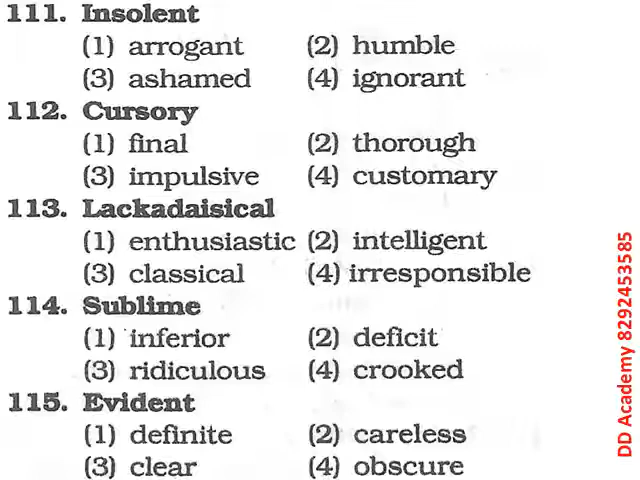 111. Insolent
(1) arrogant (2) humble
(3) ashamed (4) ignorant
112. Cursory
(1) final (2) thorough
(3) impulsive (4) customary
113. Lackadaisical
(1) enthusiastic (2) intelligent
(3) classical (4) irresponsible
114. Sublime
(1) inferior (2) deficit
(3) ridiculous (4) crooked
115. Evident
(1) definite (2) careless
(3) clear (4) obscure
DD Academy 8292453585